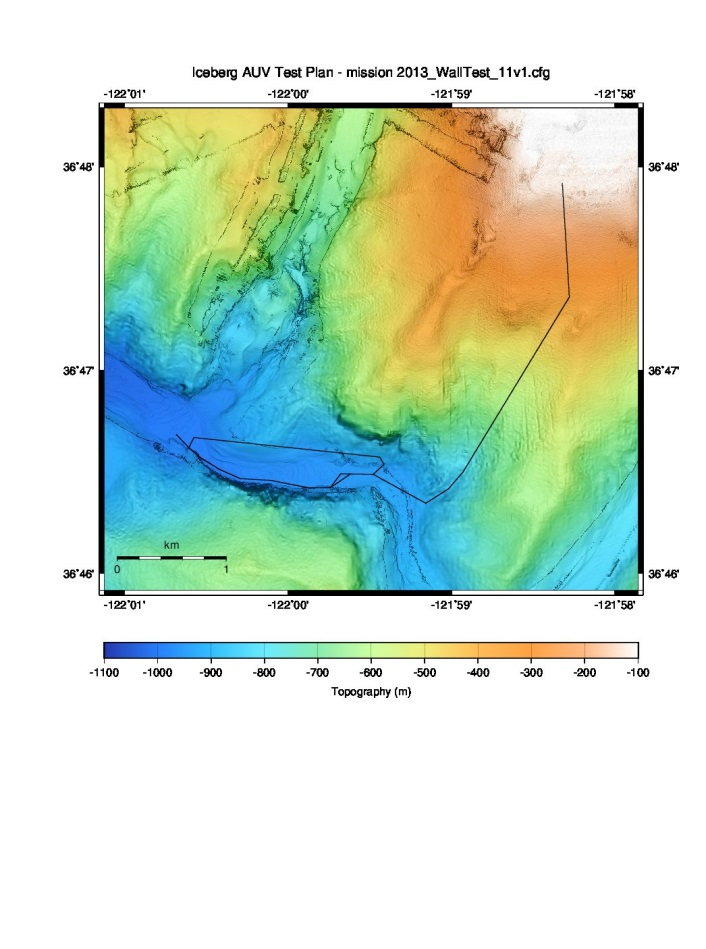 Iceberg AUV Test Plan - mission 2013_WallTest_11v1.cfg
-122˚01' -122˚00' -121˚59' -121˚58'
36˚48' 36˚48'
36˚47' 36˚47'
km
0 1
36˚46' 36˚46'
-122˚01' -122˚00' -121˚59' -121˚58'
-1100 -1000 -900 -800 -700 -600 -500 -400 -300 -200 -100
Topography (m)